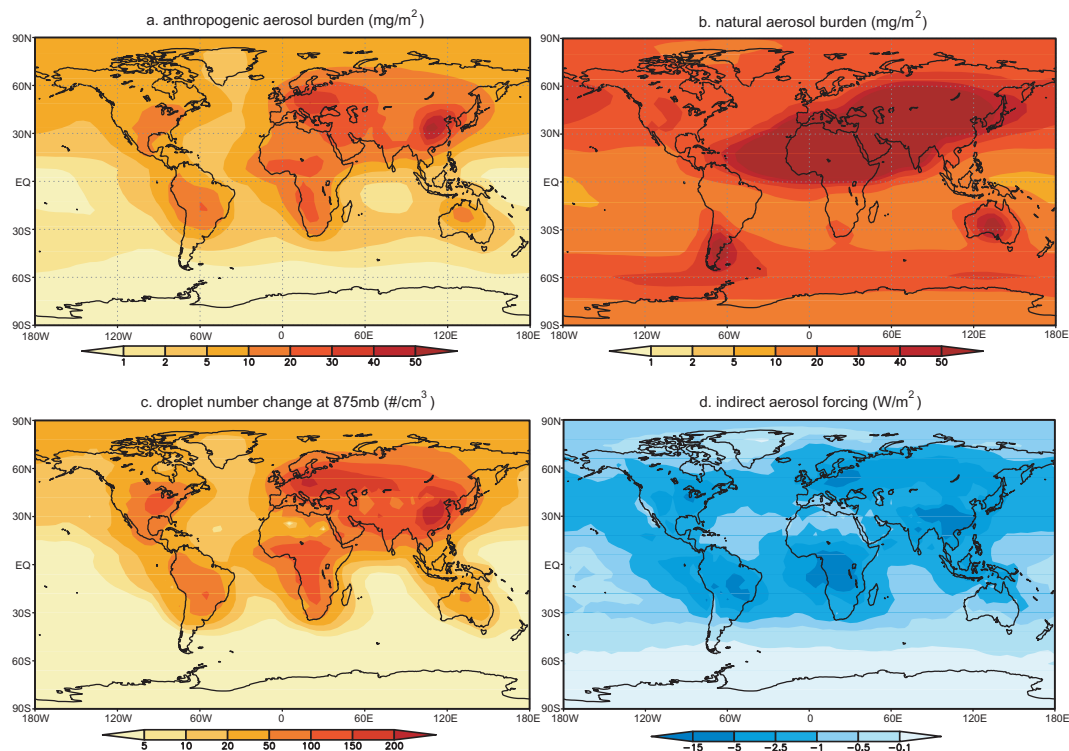 a. anthropogenic aerosol burden (mg/m²)
90N
60N
30N
EQ
30S
60S
90S
180W 120W 60W 0 60E 120E 180E
1 2 5 10 20 30 40 50
b. natural aerosol burden (mg/m²)
90N
60N
30N
EQ
30S
60S
90S
180W 120W 60W 0 60E 120E 180E
1 2 5 10 20 30 40 50
c. droplet number change at 875mb (#/cm³)
90N
60N
30N
EQ
30S
60S
90S
180W 120W 60W 0 60E 120E 180E
5 10 20 50 100 150 200
d. indirect aerosol forcing (W/m²)
90N
60N
30N
EQ
30S
60S
90S
180W 120W 60W 0 60E 120E 180E
−15 −5 −2.5 −1 −0.5 −0.1